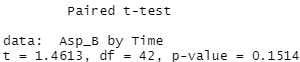 Paired t-test
data: Asp_B by Time
t = 1.4613, df = 42, p-value = 0.1514